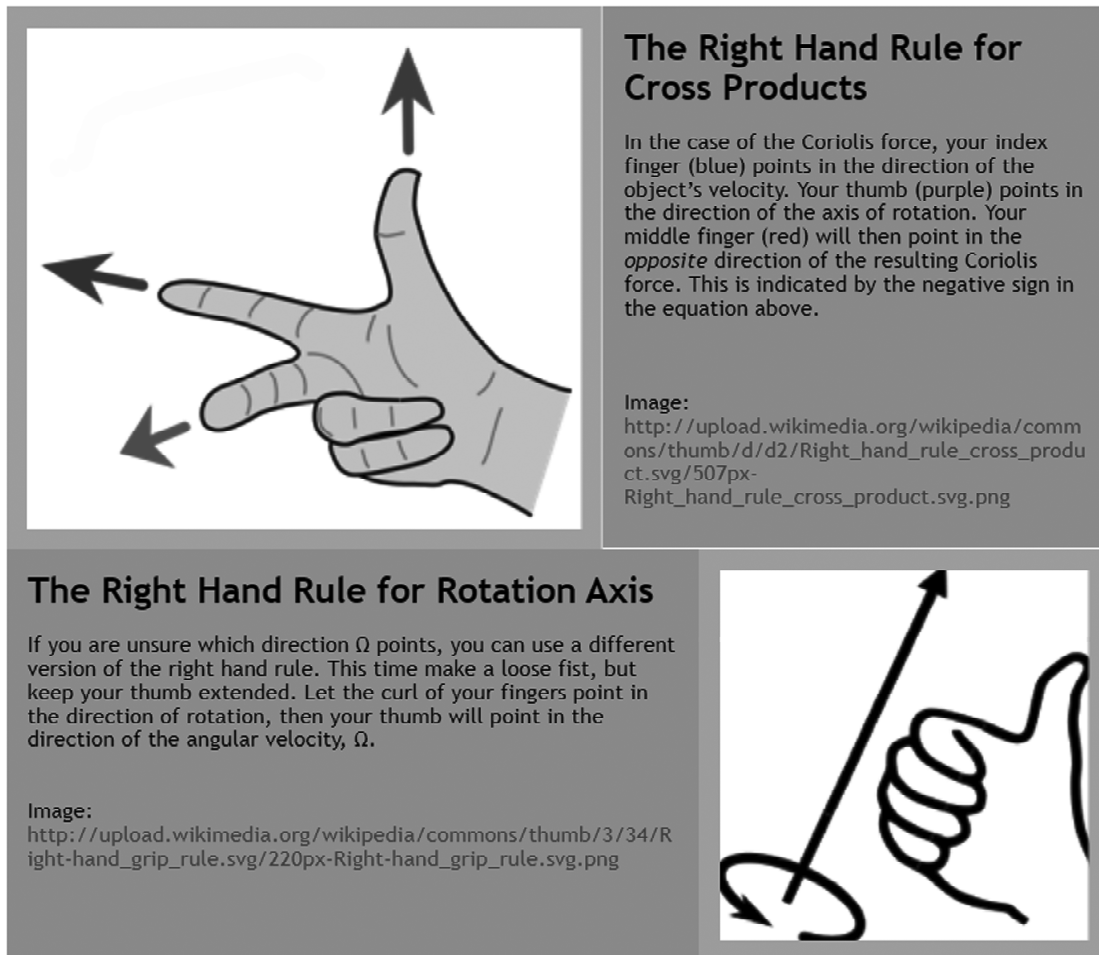 The Right Hand Rule for
Cross Products
In the case of the Coriolis force, your index
finger (blue) points in the direction of the
object's velocity. Your thumb (purple) points in
the direction of the axis of rotation. Your
middle finger (red) will then point in the
opposite direction of the resulting Coriolis
force. This is indicated by the negative sign in
the equation above.
Image:
http://upload.wikimedia.org/wikipedia/comm
ons/thumb/d/d2/Right_hand_rule_cross_produ
ct.svg/507px-
Right_hand_rule_cross_product.svg.png
The Right Hand Rule for Rotation Axis
If you are unsure which direction Ω points, you can use a different
version of the right hand rule. This time make a loose fist, but
keep your thumb extended. Let the curl of your fingers point in
the direction of rotation, then your thumb will point in the
direction of the angular velocity, Ω.
Image:
http://upload.wikimedia.org/wikipedia/commons/thumb/3/34/R
ight-hand_grip_rule.svg/220px-Right-hand_grip_rule.svg.png